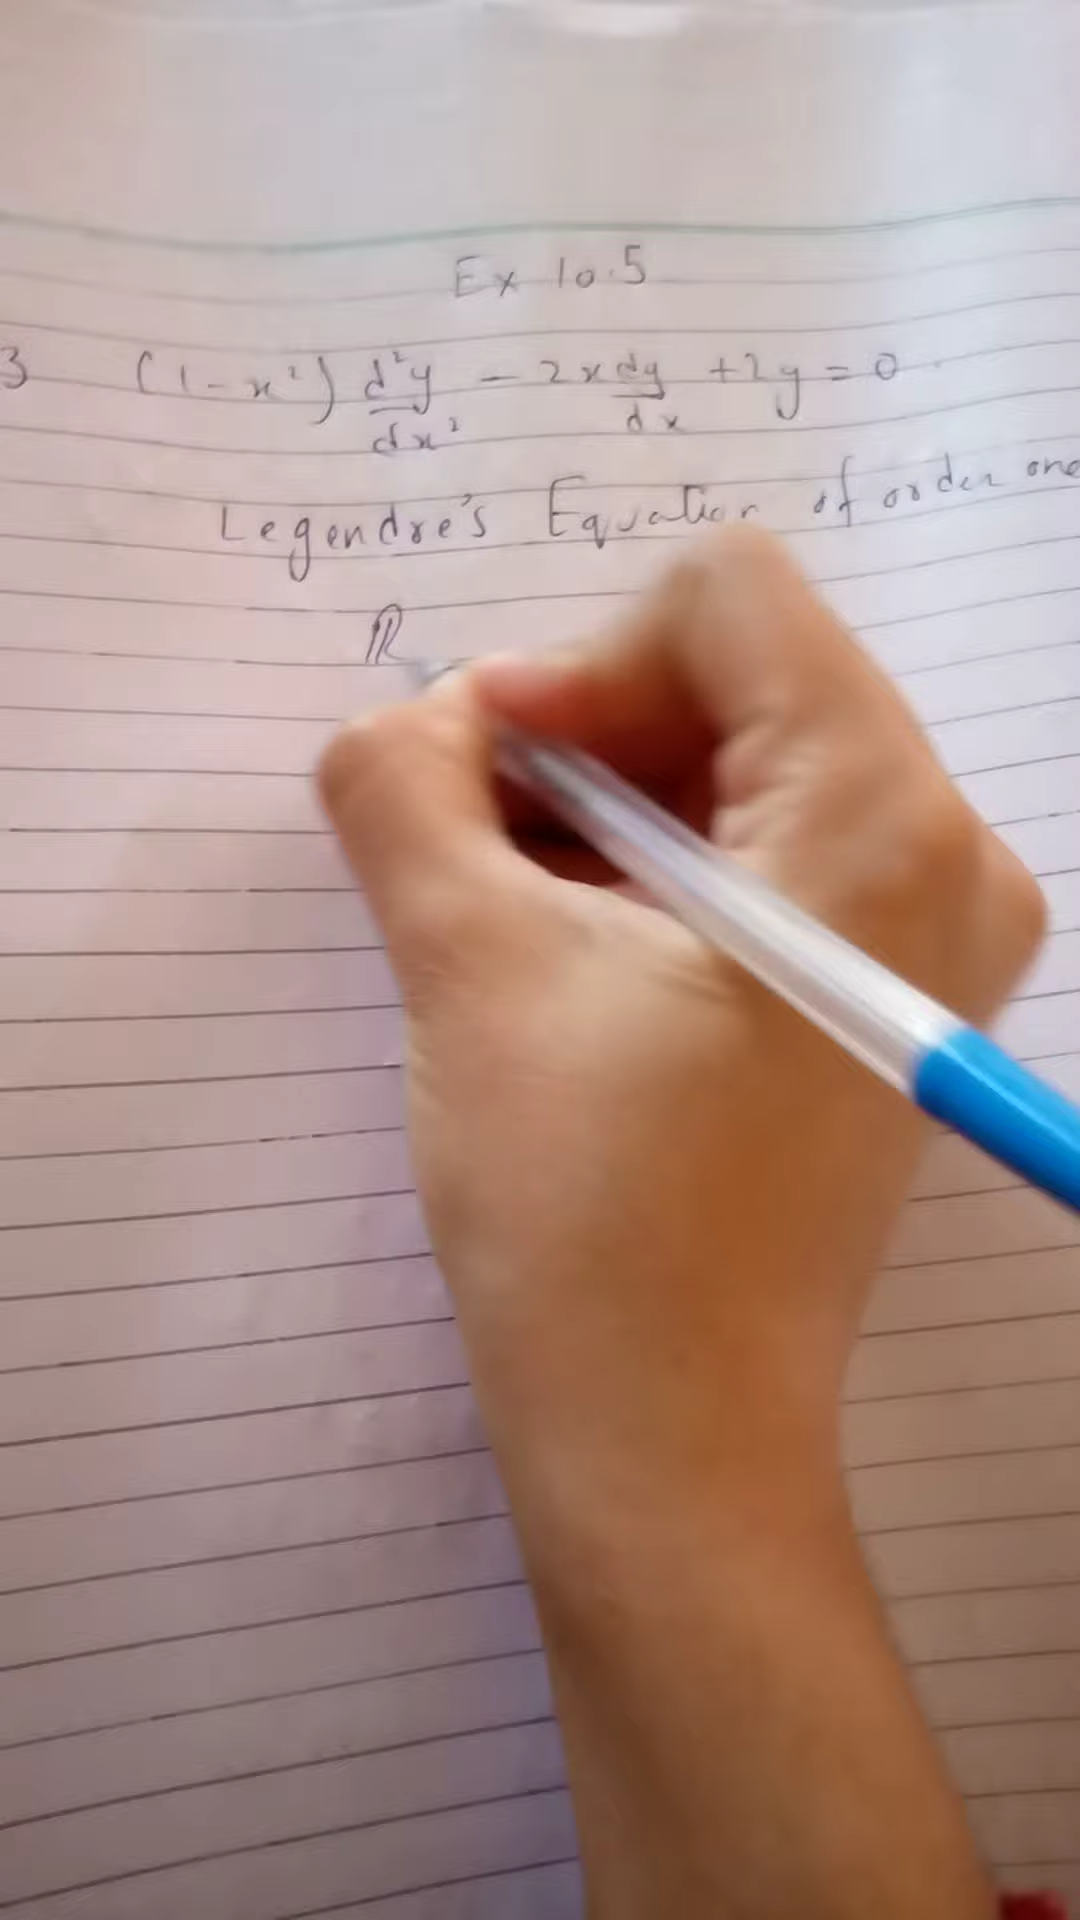 Ex 10.5
3 (1-x²) d²y/dx² - 2x dy/dx + 2y = 0
Legendre's Equation of order one
R